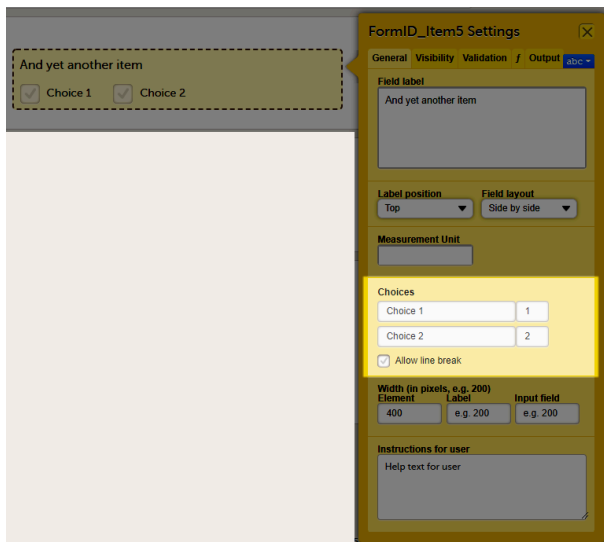 And yet another item
Choice 1 Choice 2
FormID_Item5 Settings
General Visibility Validation f Output abc
Field label
And yet another item
Label position Field layout
Top Side by side
Measurement Unit
Choices
Choice 1 1
Choice 2 2
Allow line break
Width (in pixels, e.g. 200)
Element Label Input field
400 e.g. 200 e.g. 200
Instructions for user
Help text for user